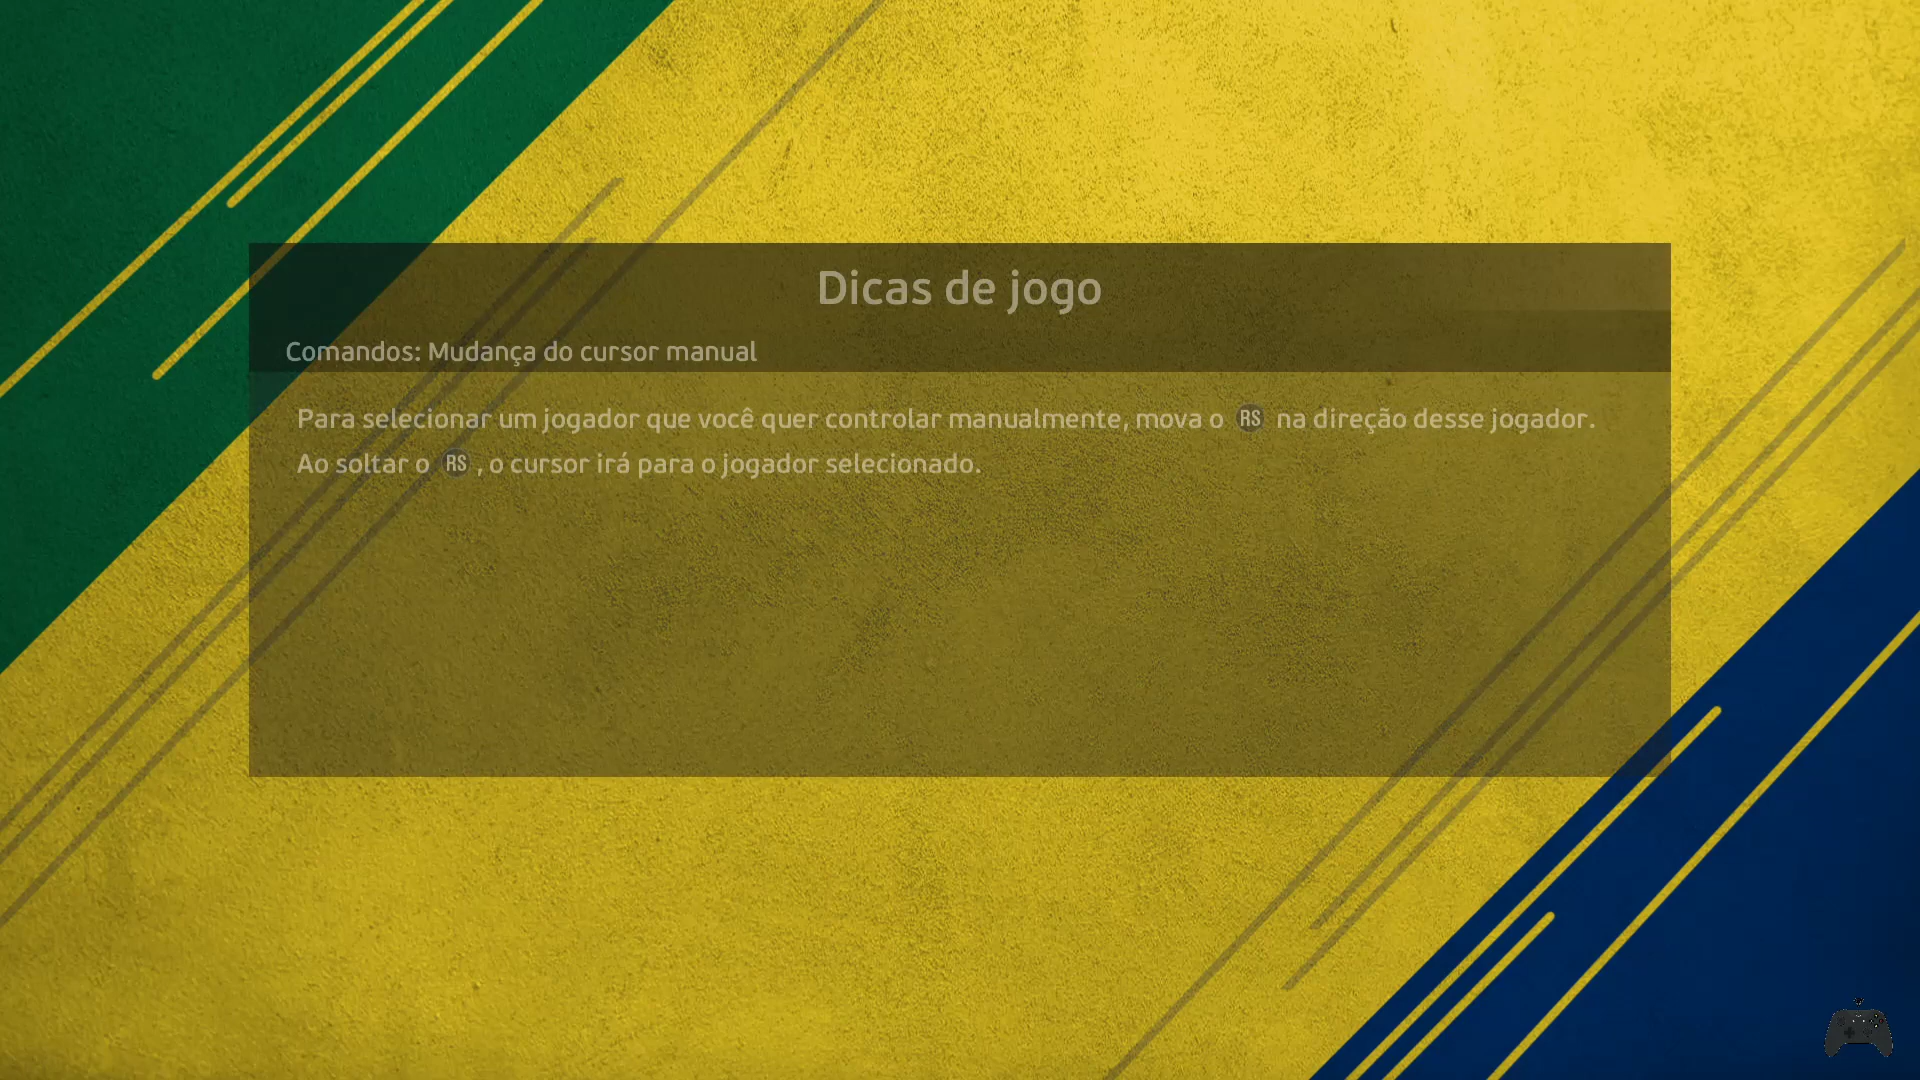 Dicas de jogo
Comandos: Mudança do cursor manual
Para selecionar um jogador que você quer controlar manualmente, mova o RS na direção desse jogador.
Ao soltar o RS , o cursor irá para o jogador selecionado.